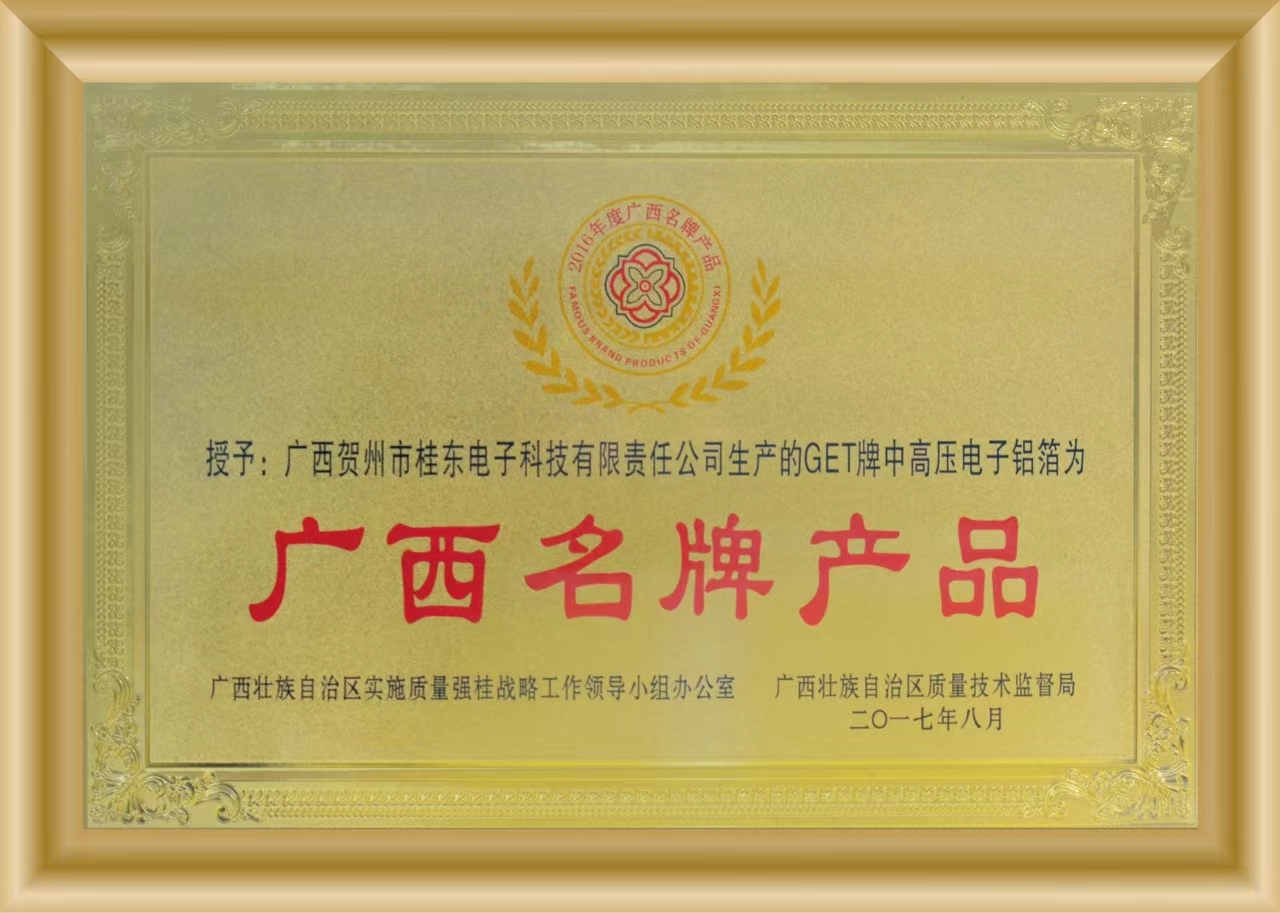 2016年度广西名牌产品
FAMOUS BRAND PRODUCTS OF GUANGXI
授予：广西贺州市桂东电子科技有限责任公司生产的GET牌中高压电子铝箔为
广西名牌产品
广西壮族自治区实施质量强桂战略工作领导小组办公室 广西壮族自治区质量技术监督局
二〇一七年八月